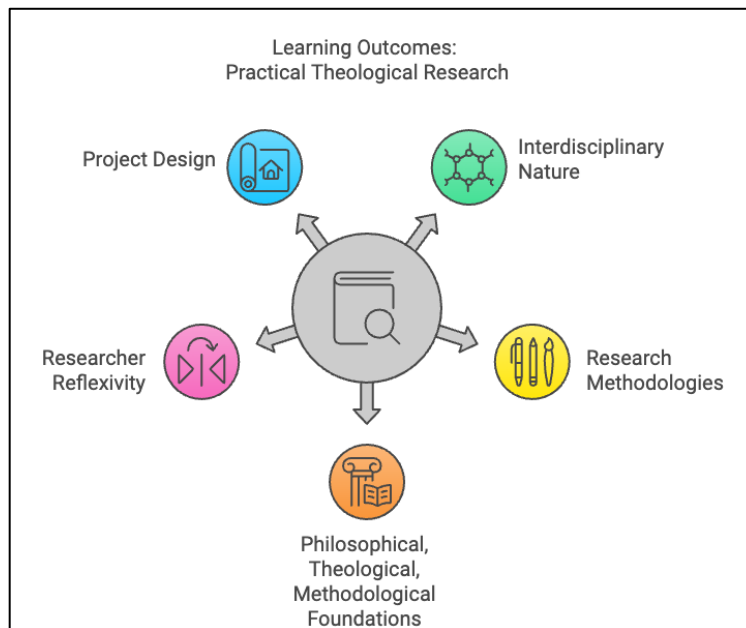 Learning Outcomes:
Practical Theological Research
Project Design
Interdisciplinary
Nature
Researcher
Reflexivity
Research
Methodologies
Philosophical,
Theological,
Methodological
Foundations